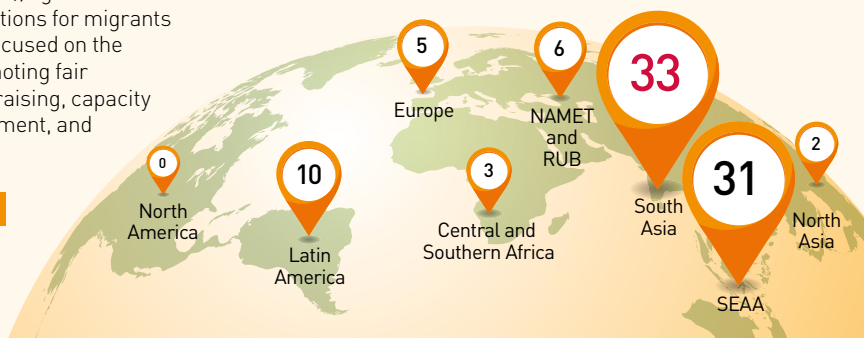 tions for migrants
cused on the
oting fair
raising, capacity
ment, and
5
Europe
6
NAMET
and
RUB
33
South
Asia
31
SEAA
2
North
Asia
0
North
America
10
Latin
America
3
Central and
Southern Africa